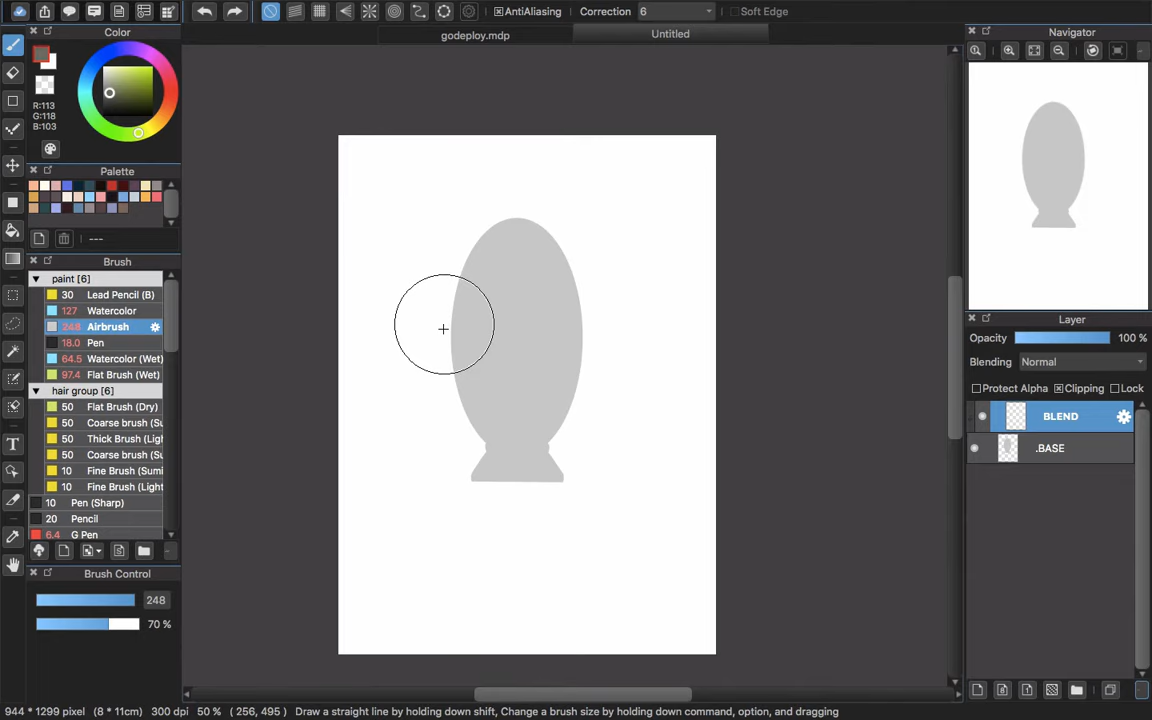 AntiAliasing Correction 6 Soft Edge
godeploy.mdp Untitled
Color
R:113
G:118
B:103
Palette
---
Brush
paint [6]
30 Lead Pencil (B)
127 Watercolor
248 Airbrush
18.0 Pen
64.5 Watercolor (Wet)
97.4 Flat Brush (Wet)
hair group [6]
50 Flat Brush (Dry)
50 Coarse brush (Su
50 Thick Brush (Ligh
50 Coarse brush (Su
10 Fine Brush (Sumi
10 Fine Brush (Light
10 Pen (Sharp)
20 Pencil
6.4 G Pen
Brush Control
248
70 %
Navigator
Layer
Opacity 100 %
Blending Normal
Protect Alpha Clipping Lock
BLEND
.BASE
944 * 1299 pixel (8 * 11cm) 300 dpi 50 % ( 256, 495 ) Draw a straight line by holding down shift, Change a brush size by holding down command, option, and dragging